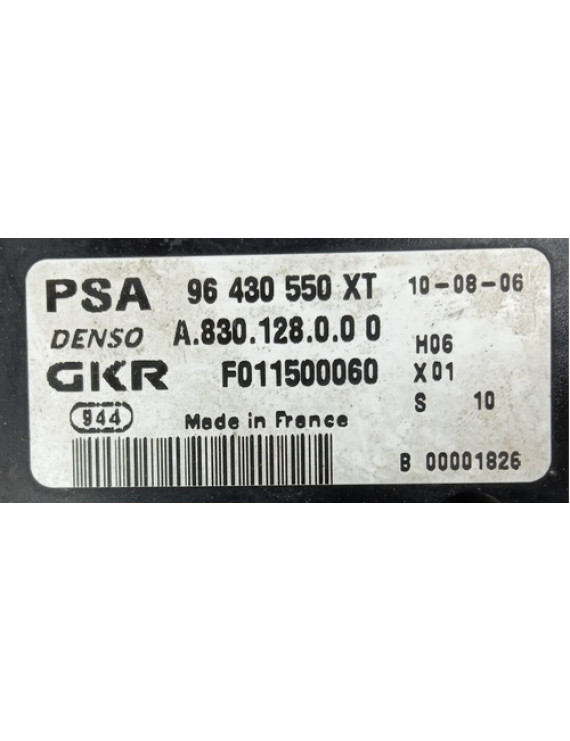 PSA 96 430 550 XT 10-08-06
DENSO A.830.128.0.0 0 H06
GKR F011500060 X01
S 10
944 Made in France
B 00001826